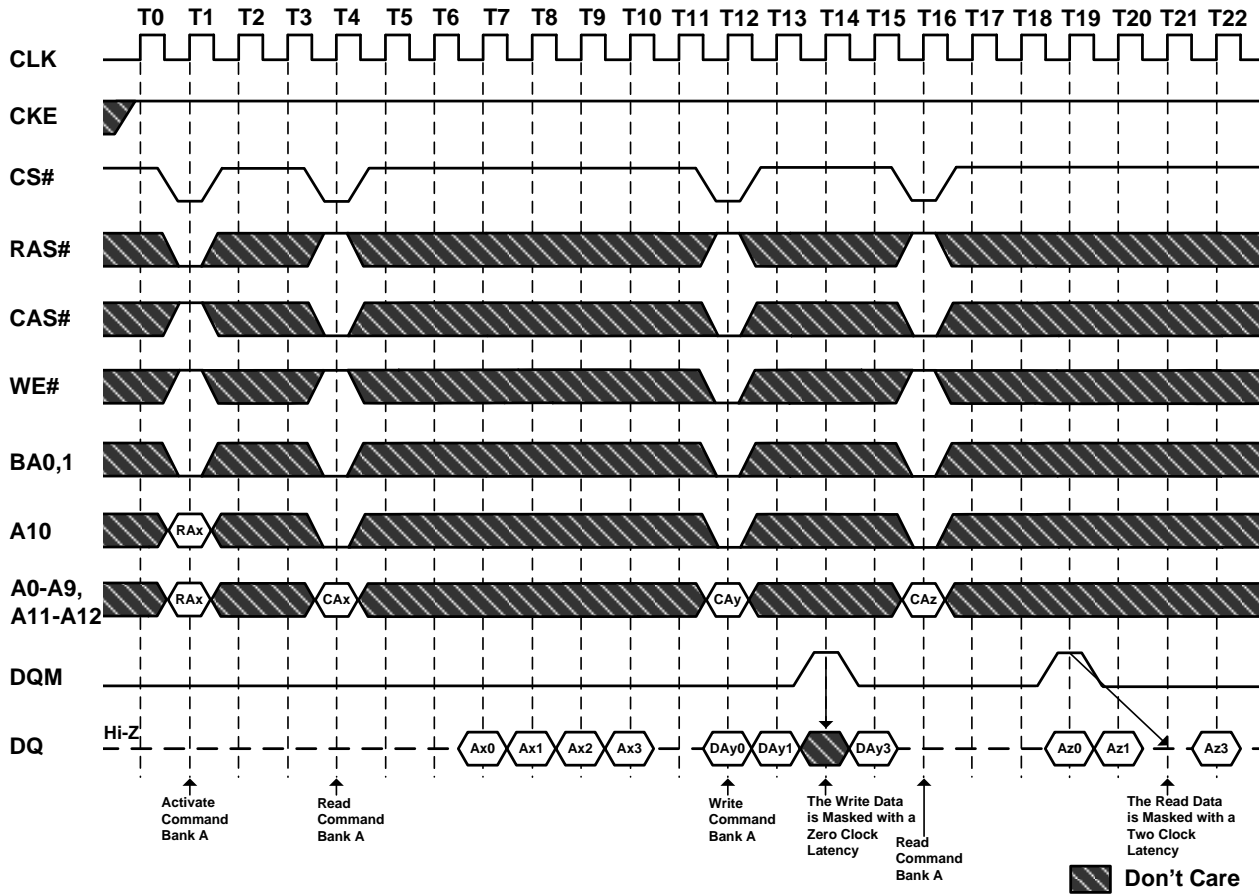 T0 T1 T2 T3 T4 T5 T6 T7 T8 T9 T10 T11 T12 T13 T14 T15 T16 T17 T18 T19 T20 T21 T22
CLK
CKE
CS#
RAS#
CAS#
WE#
BA0,1
A10
RAx
A0-A9,
A11-A12
RAx CAx CAy CAz
DQM
DQ
Hi-Z
Ax0 Ax1 Ax2 Ax3 DAy0 DAy1 DAy3 Az0 Az1 Az3
Activate
Command
Bank A
Read
Command
Bank A
Write
Command
Bank A
The Write Data
is Masked with a
Zero Clock
Latency
Read
Command
Bank A
The Read Data
is Masked with a
Two Clock
Latency
Don't Care